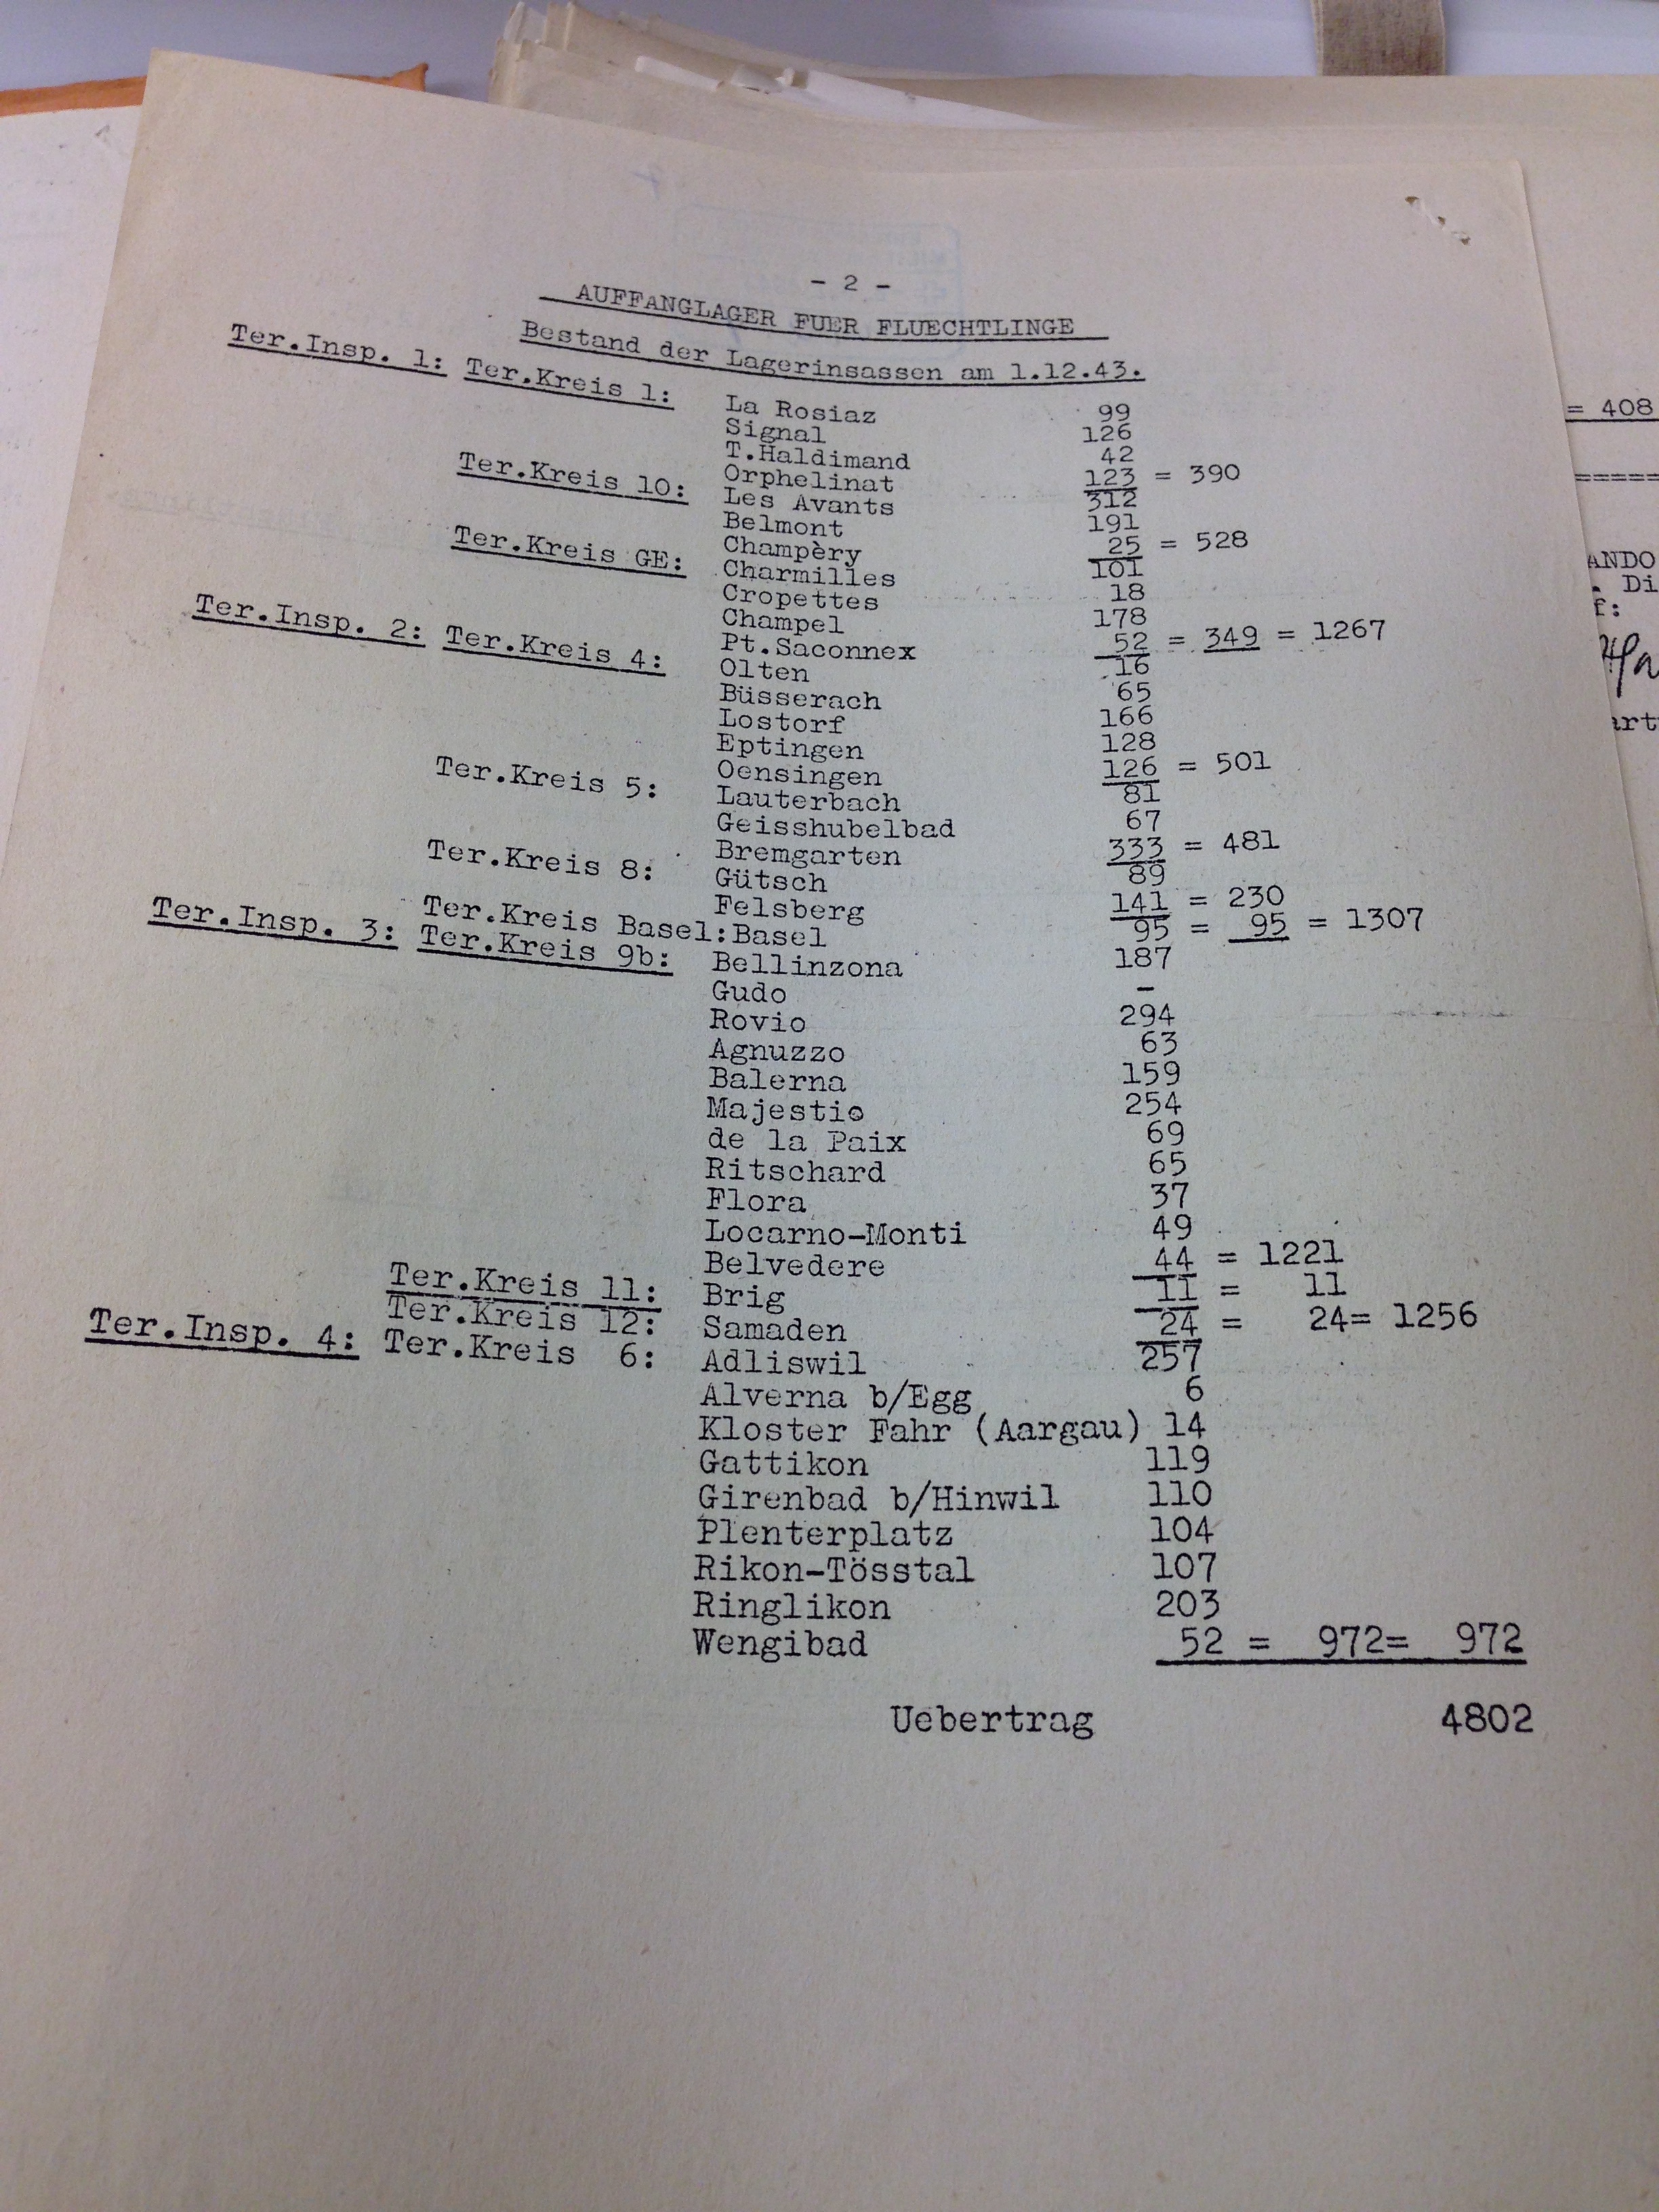 - 2 -
AUFFANGLAGER FUER FLUECHTLINGE
Bestand der Lagerinsassen am 1.12.43.
Ter.Insp. 1: Ter.Kreis 1: La Rosiaz 99
Signal 126
T.Haldimand 42
Orphelinat 123 = 390
Ter.Kreis 10: Les Avants 312
Belmont 191
Champèry 25 = 528
Ter.Kreis GE: Charmilles 101
Cropettes 18
Champel 178
Pt.Saconnex 52 = 349 = 1267
Ter.Insp. 2: Ter.Kreis 4: Olten 16
Büsserach 65
Lostorf 166
Eptingen 128
Oensingen 126 = 501
Ter.Kreis 5: Lauterbach 81
Geisshubelbad 67
Bremgarten 333 = 481
Ter.Kreis 8: Gütsch 89
Felsberg 141 = 230
Ter.Kreis Basel:Basel 95 = 95 = 1307
Ter.Insp. 3: Ter.Kreis 9b: Bellinzona 187
Gudo -
Rovio 294
Agnuzzo 63
Balerna 159
Majestic 254
de la Paix 69
Ritschard 65
Flora 37
Locarno-Monti 49
Belvedere 44 = 1221
Ter.Kreis 11: Brig 11 = 11
Ter.Kreis 12: Samaden 24 = 24= 1256
Ter.Insp. 4: Ter.Kreis 6: Adliswil 257
Alverna b/Egg 6
Kloster Fahr (Aargau) 14
Gattikon 119
Girenbad b/Hinwil 110
Plenterplatz 104
Rikon-Tösstal 107
Ringlikon 203
Wengibad 52 = 972= 972
Uebertrag 4802
= 408
=====
ANDO
. Di
f:
art